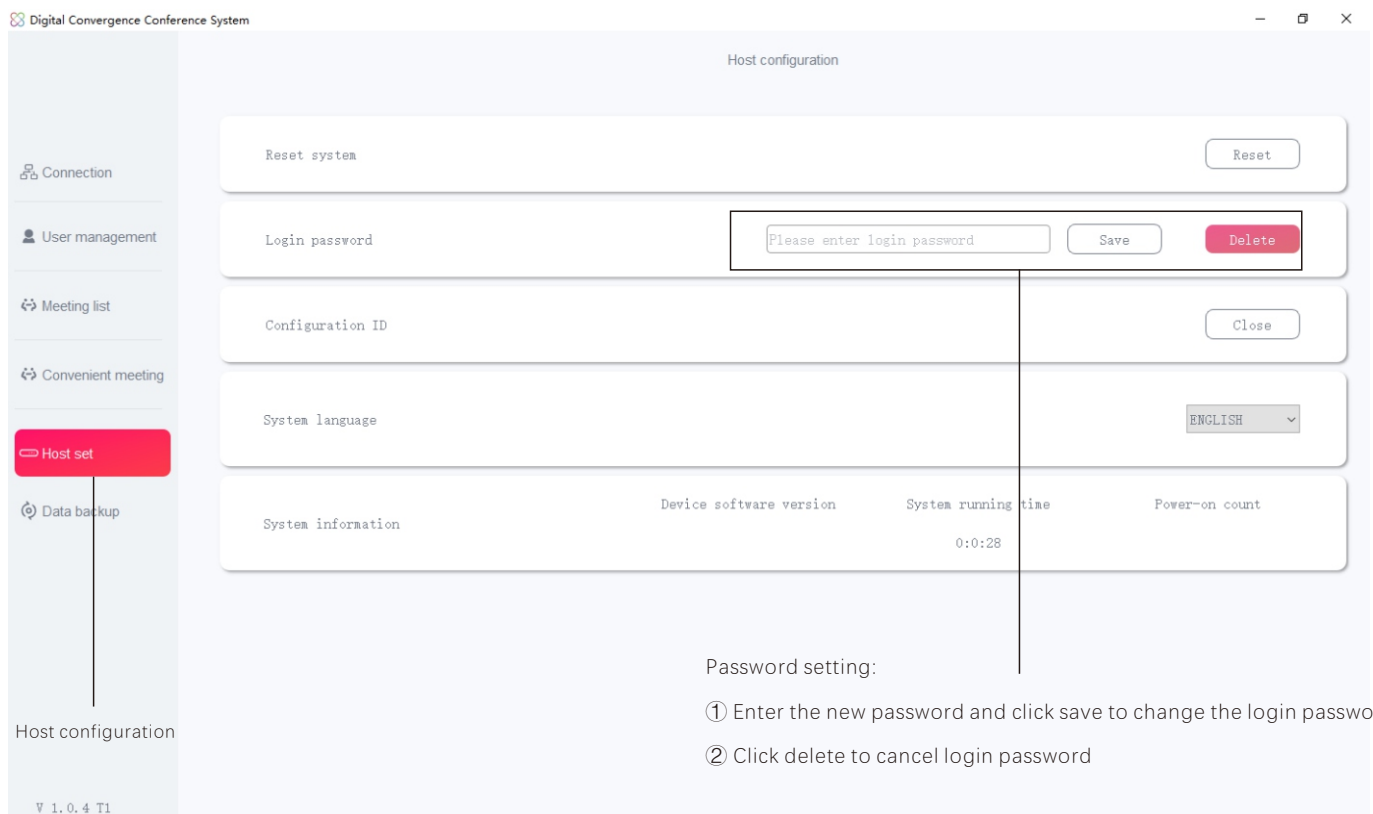 Digital Convergence Conference System
Host configuration
Connection
User management
Meeting list
Convenient meeting
Host set
Data backup
Reset system
Reset
Login password
Please enter login password
Save
Delete
Configuration ID
Close
System language
ENGLISH
System information
Device software version
System running time
Power-on count
0:0:28
Host configuration
Password setting:
① Enter the new password and click save to change the login passwo
② Click delete to cancel login password
V 1.0.4 T1